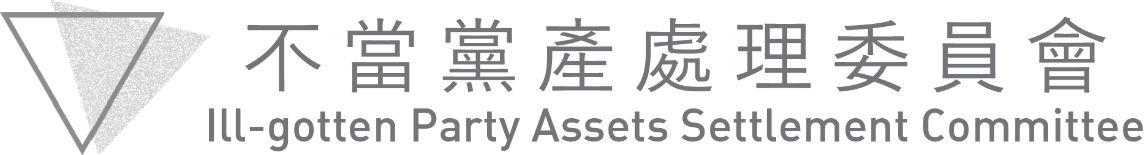 不當黨產處理委員會
Ill-gotten Party Assets Settlement Committee